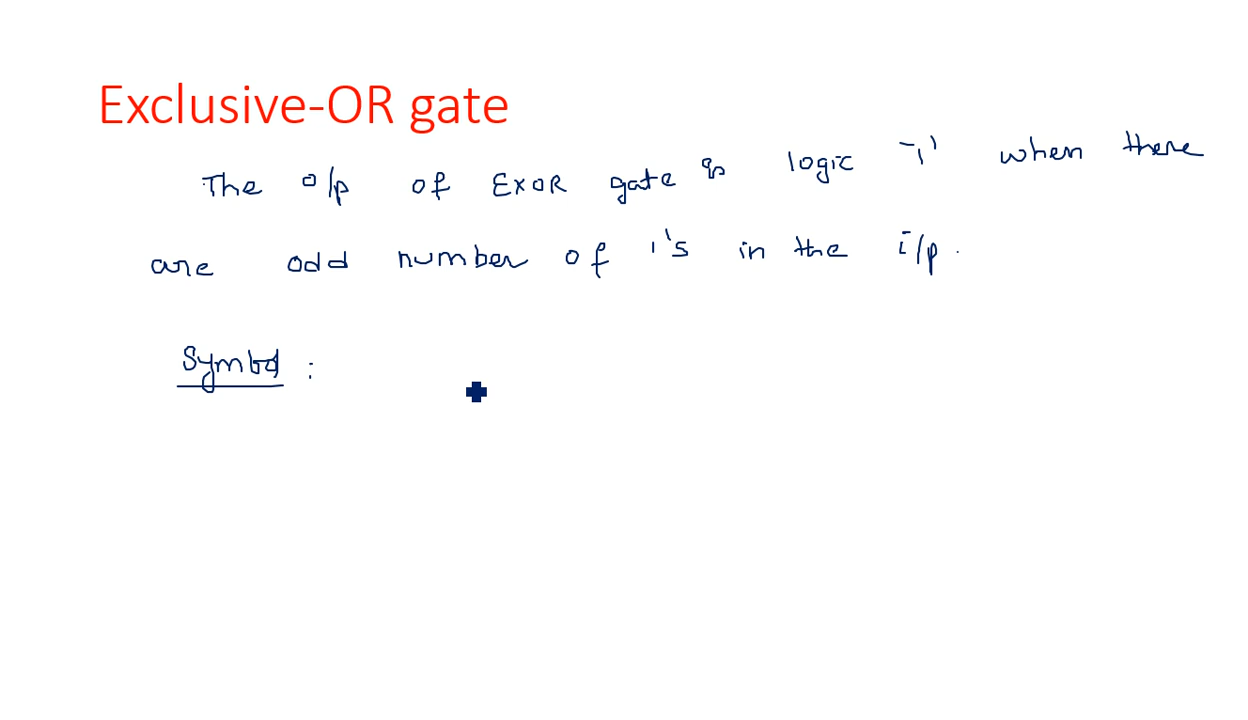 Exclusive-OR gate
The o/p of EXOR gate is logic '1' when there
are odd number of 1's in the i/p.
Symbol :